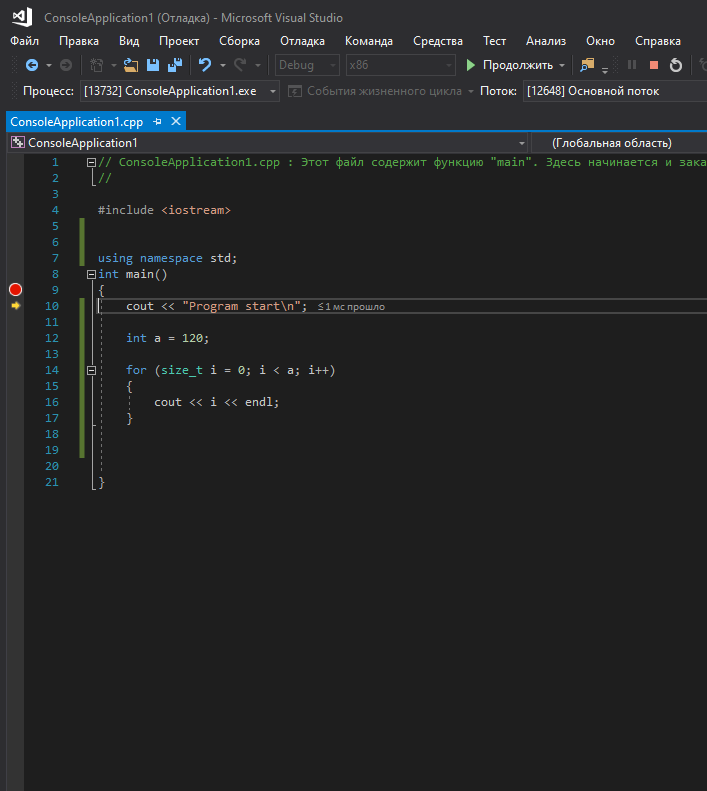 ConsoleApplication1 (Отладка) - Microsoft Visual Studio
Файл Правка Вид Проект Сборка Отладка Команда Средства Тест Анализ Окно Справка
Debug x86 Продолжить
Процесс: [13732] ConsoleApplication1.exe События жизненного цикла Поток: [12648] Основной поток
ConsoleApplication1.cpp
ConsoleApplication1 (Глобальная область)
1 // ConsoleApplication1.cpp : Этот файл содержит функцию "main". Здесь начинается и зака
2 //
3
4 #include <iostream>
5
6
7 using namespace std;
8 int main()
9 {
10 cout << "Program start\n"; ≤1 мс прошло
11
12 int a = 120;
13
14 for (size_t i = 0; i < a; i++)
15 {
16 cout << i << endl;
17 }
18
19
20
21 }